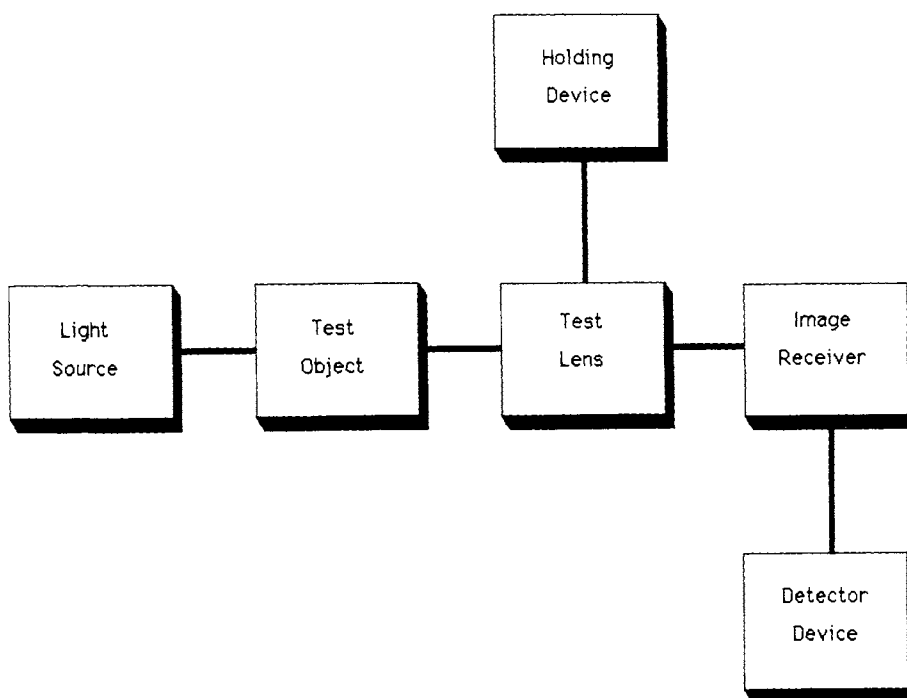 Holding
Device
Light
Source
Test
Object
Test
Lens
Image
Receiver
Detector
Device